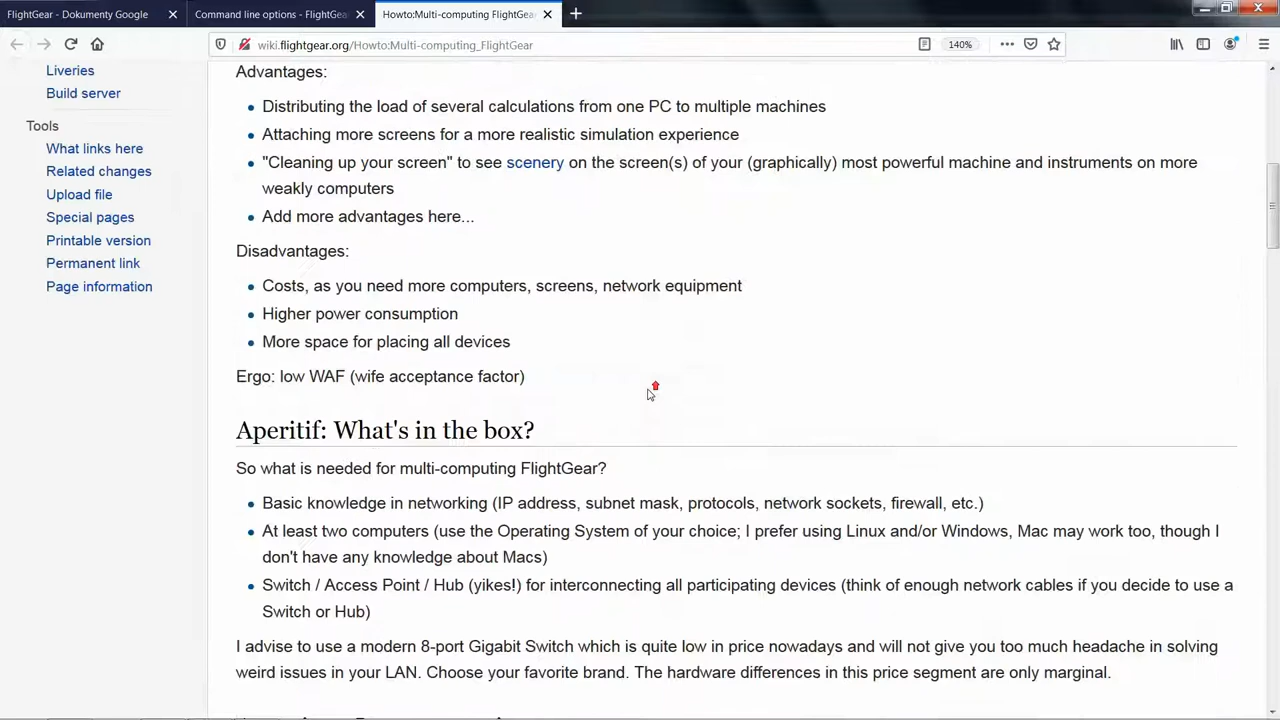 FlightGear - Dokumenty Google
Command line options - FlightGea
Howto:Multi-computing FlightGea
wiki.flightgear.org/Howto:Multi-computing_FlightGear
140%
Liveries
Build server
Tools
What links here
Related changes
Upload file
Special pages
Printable version
Permanent link
Page information
Advantages:
Distributing the load of several calculations from one PC to multiple machines
Attaching more screens for a more realistic simulation experience
"Cleaning up your screen" to see scenery on the screen(s) of your (graphically) most powerful machine and instruments on more
weakly computers
Add more advantages here...
Disadvantages:
Costs, as you need more computers, screens, network equipment
Higher power consumption
More space for placing all devices
Ergo: low WAF (wife acceptance factor)
Aperitif: What's in the box?
So what is needed for multi-computing FlightGear?
Basic knowledge in networking (IP address, subnet mask, protocols, network sockets, firewall, etc.)
At least two computers (use the Operating System of your choice; I prefer using Linux and/or Windows, Mac may work too, though I
don't have any knowledge about Macs)
Switch / Access Point / Hub (yikes!) for interconnecting all participating devices (think of enough network cables if you decide to use a
Switch or Hub)
I advise to use a modern 8-port Gigabit Switch which is quite low in price nowadays and will not give you too much headache in solving
weird issues in your LAN. Choose your favorite brand. The hardware differences in this price segment are only marginal.